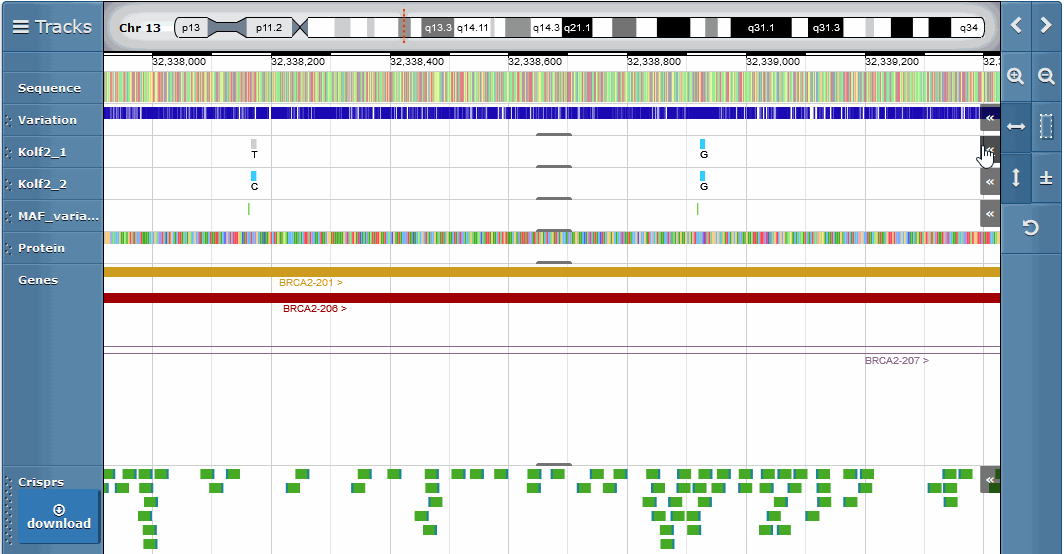 Tracks
Chr 13 p13 p11.2 q13.3 q14.11 q14.3 q21.1 q31.1 q31.3 q34
32,338,000 32,338,200 32,338,400 32,338,600 32,338,800 32,339,000 32,339,200
Sequence
Variation «
Kolf2_1 T G
Kolf2_2 C G «
MAF_varia... «
Protein
Genes
BRCA2-201 >
BRCA2-206 >
BRCA2-207 >
Crisprs «
download